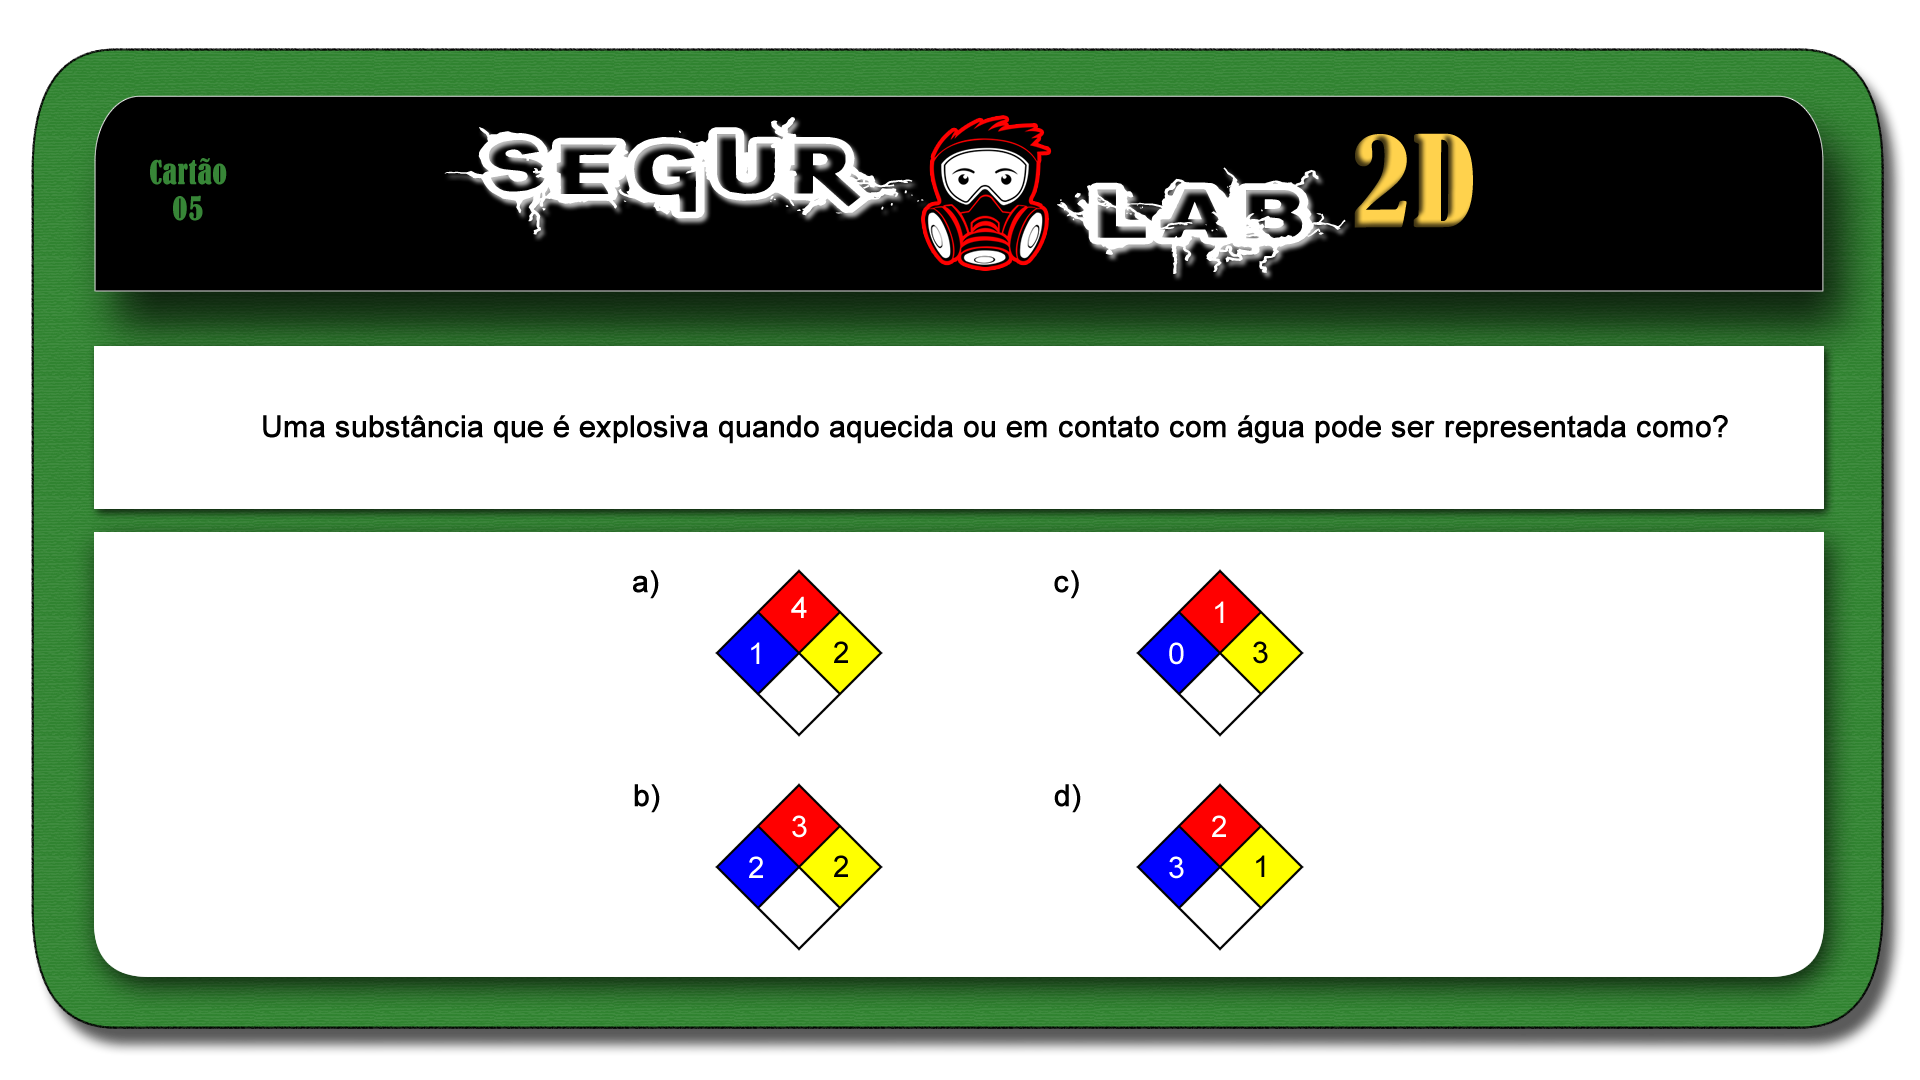 Cartão
05
SEGUR LAB 2D
Uma substância que é explosiva quando aquecida ou em contato com água pode ser representada como?
a)
4
1
2
c)
1
0
3
b)
3
2
2
d)
2
3
1